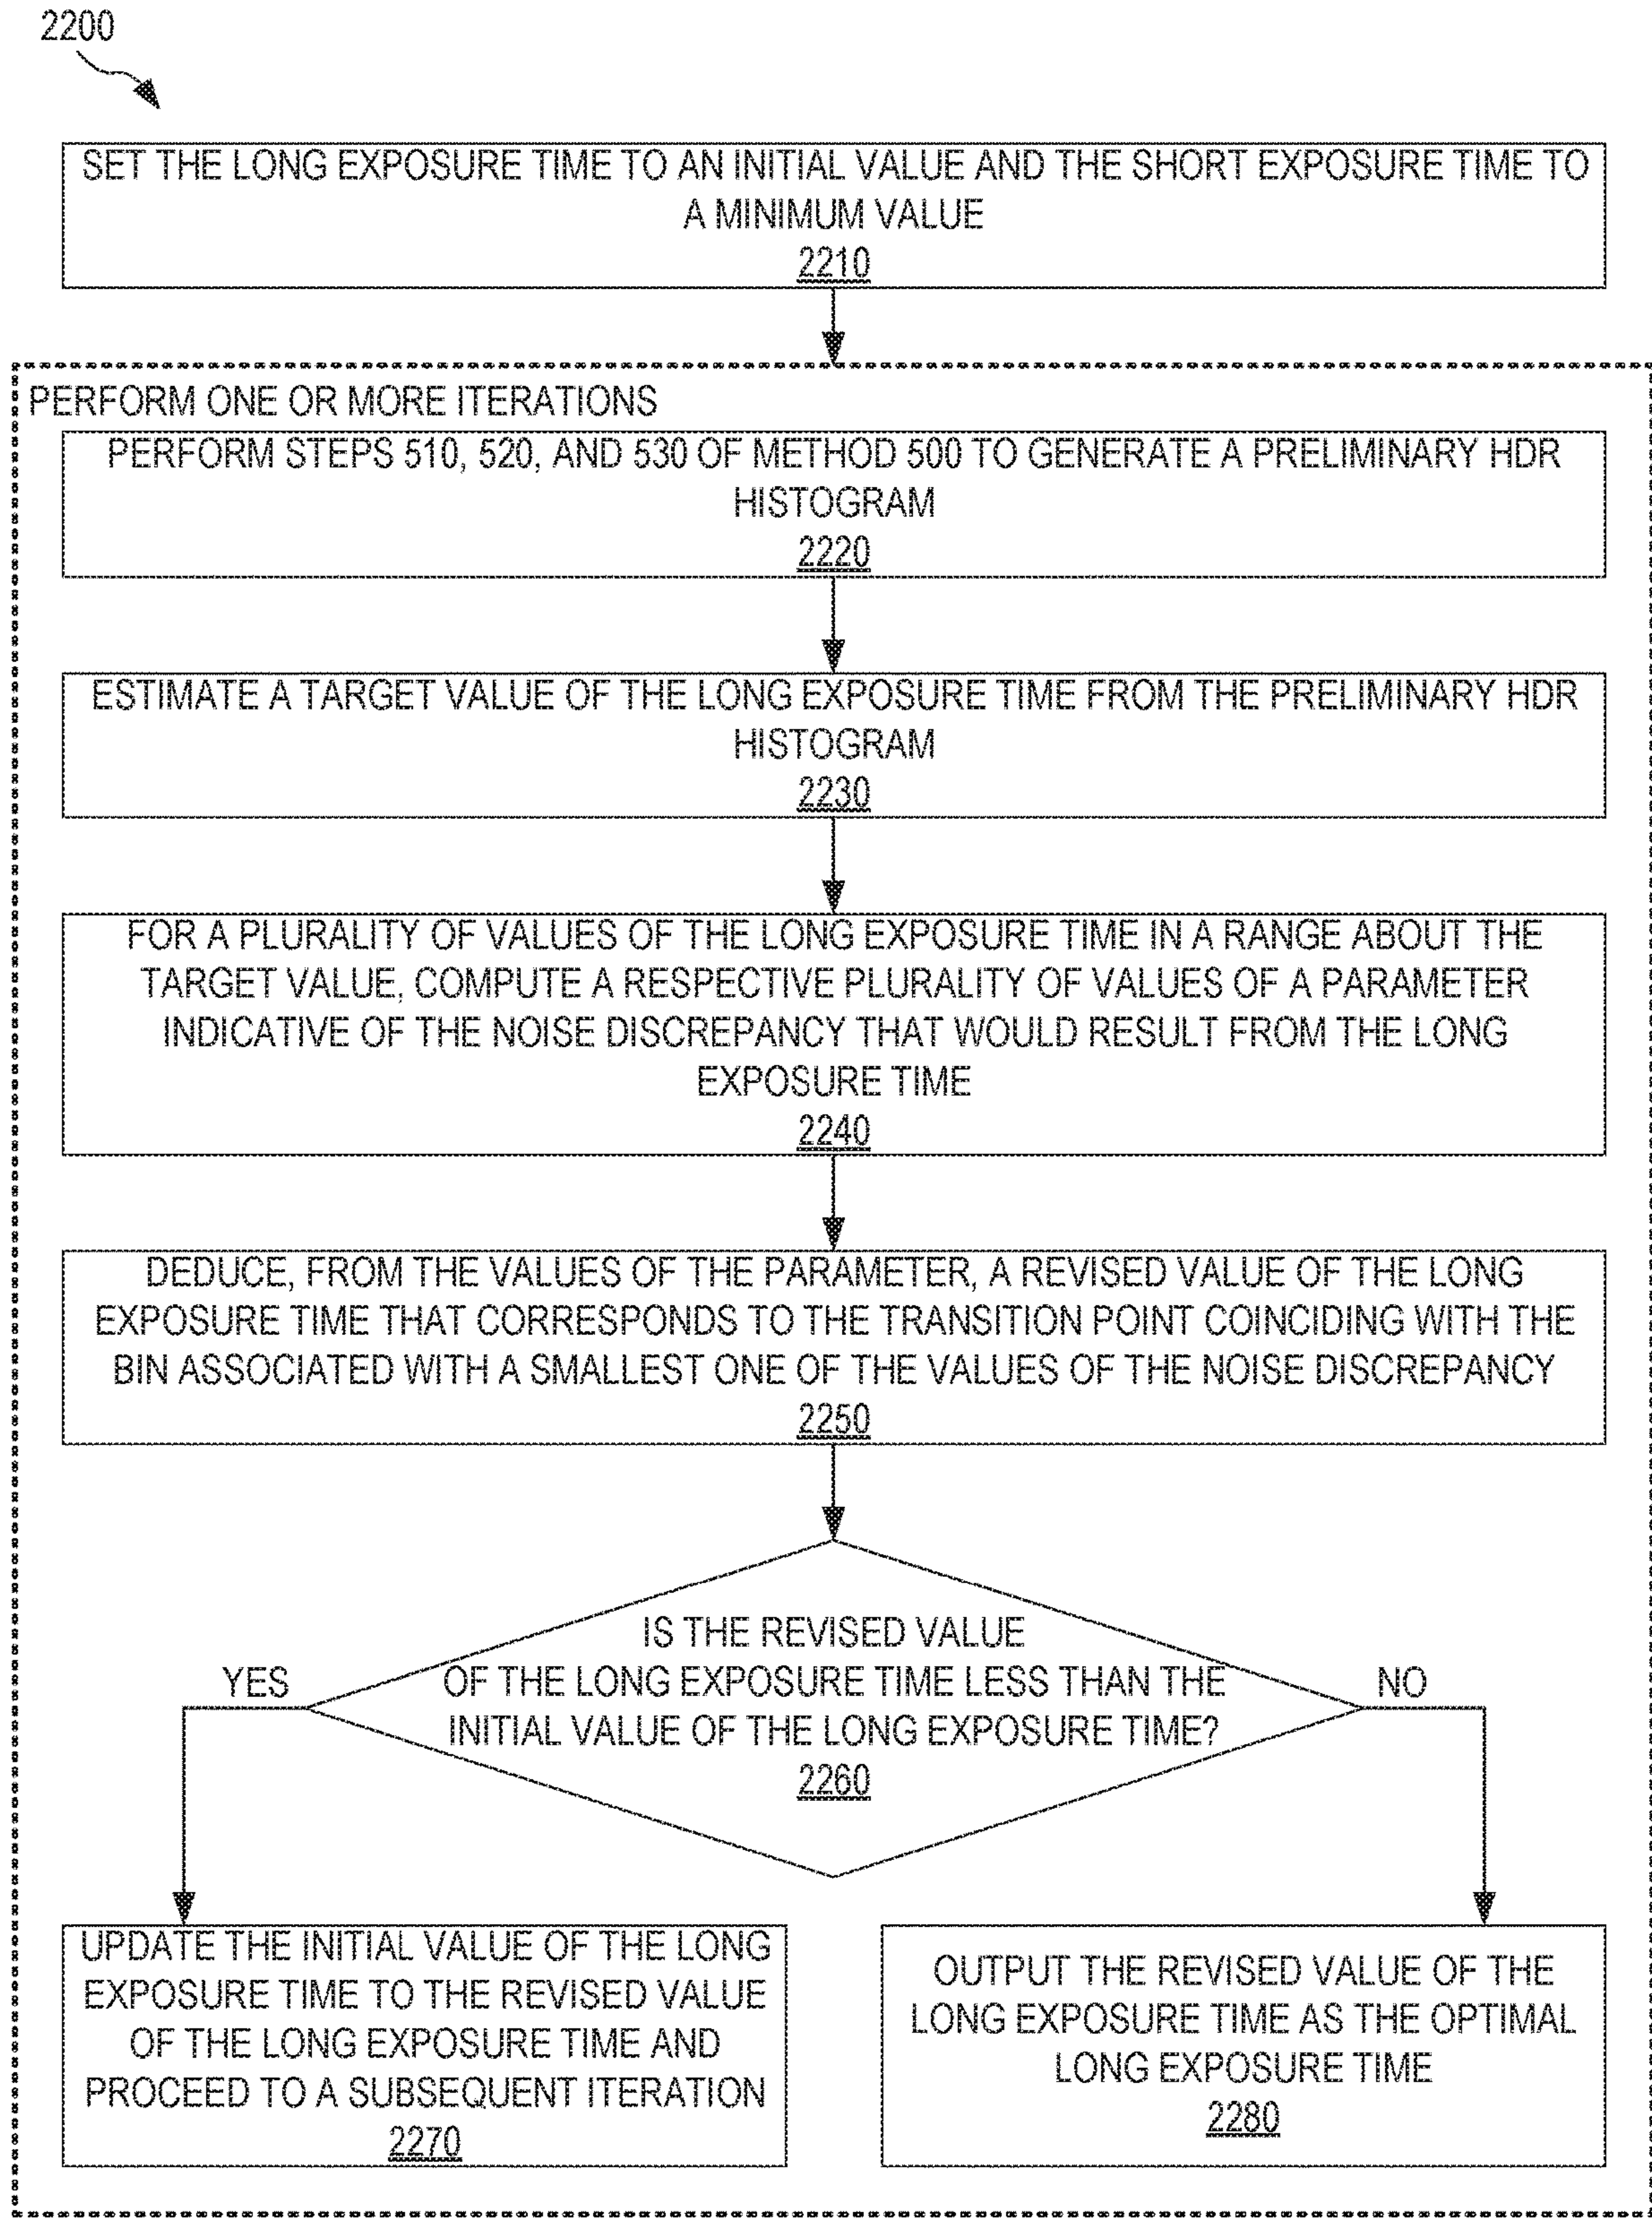 2200
SET THE LONG EXPOSURE TIME TO AN INITIAL VALUE AND THE SHORT EXPOSURE TIME TO
A MINIMUM VALUE
2210
PERFORM ONE OR MORE ITERATIONS
PERFORM STEPS 510, 520, AND 530 OF METHOD 500 TO GENERATE A PRELIMINARY HDR
HISTOGRAM
2220
ESTIMATE A TARGET VALUE OF THE LONG EXPOSURE TIME FROM THE PRELIMINARY HDR
HISTOGRAM
2230
FOR A PLURALITY OF VALUES OF THE LONG EXPOSURE TIME IN A RANGE ABOUT THE
TARGET VALUE, COMPUTE A RESPECTIVE PLURALITY OF VALUES OF A PARAMETER
INDICATIVE OF THE NOISE DISCREPANCY THAT WOULD RESULT FROM THE LONG
EXPOSURE TIME
2240
DEDUCE, FROM THE VALUES OF THE PARAMETER, A REVISED VALUE OF THE LONG
EXPOSURE TIME THAT CORRESPONDS TO THE TRANSITION POINT COINCIDING WITH THE
BIN ASSOCIATED WITH A SMALLEST ONE OF THE VALUES OF THE NOISE DISCREPANCY
2250
IS THE REVISED VALUE
OF THE LONG EXPOSURE TIME LESS THAN THE
INITIAL VALUE OF THE LONG EXPOSURE TIME?
2260
YES
NO
UPDATE THE INITIAL VALUE OF THE LONG
EXPOSURE TIME TO THE REVISED VALUE
OF THE LONG EXPOSURE TIME AND
PROCEED TO A SUBSEQUENT ITERATION
2270
OUTPUT THE REVISED VALUE OF THE
LONG EXPOSURE TIME AS THE OPTIMAL
LONG EXPOSURE TIME
2280